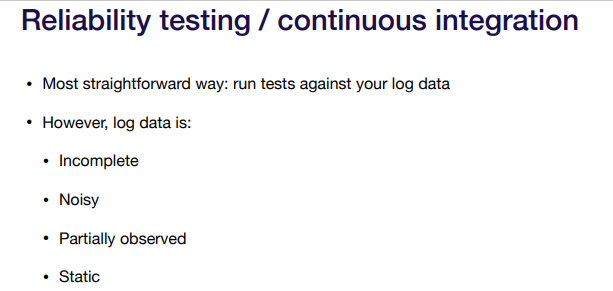 Reliability testing / continuous integration
• Most straightforward way: run tests against your log data
• However, log data is:
• Incomplete
• Noisy
• Partially observed
• Static